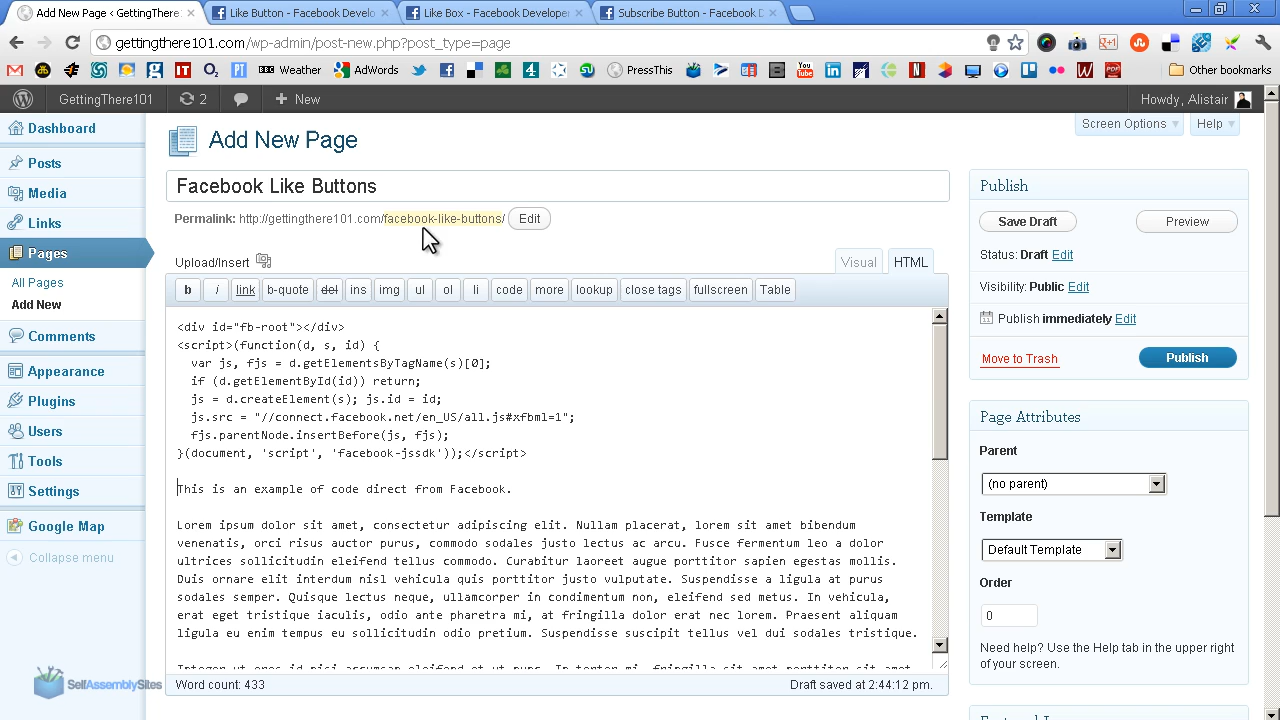 Add New Page ‹ GettingThere
Like Button - Facebook Develo
Like Box - Facebook Developer
Subscribe Button - Facebook D
gettingthere101.com/wp-admin/post-new.php?post_type=page
Weather
AdWords
PressThis
Other bookmarks
GettingThere101
2
New
Howdy, Alistair
Dashboard
Posts
Media
Links
Pages
All Pages
Add New
Comments
Appearance
Plugins
Users
Tools
Settings
Google Map
Collapse menu
Screen Options
Help
Add New Page
Facebook Like Buttons
Permalink: http://gettingthere101.com/facebook-like-buttons/ Edit
Upload/Insert
Visual
HTML
b i link b-quote del ins img ul ol li code more lookup close tags fullscreen Table
<div id="fb-root"></div>
<script>(function(d, s, id) {
var js, fjs = d.getElementsByTagName(s)[0];
if (d.getElementById(id)) return;
js = d.createElement(s); js.id = id;
js.src = "//connect.facebook.net/en_US/all.js#xfbml=1";
fjs.parentNode.insertBefore(js, fjs);
}(document, 'script', 'facebook-jssdk'));</script>
This is an example of code direct from Facebook.
Lorem ipsum dolor sit amet, consectetur adipiscing elit. Nullam placerat, lorem sit amet bibendum
venenatis, orci risus auctor purus, commodo sodales justo lectus ac arcu. Fusce fermentum leo a dolor
ultrices sollicitudin eleifend tellus commodo. Curabitur laoreet augue porttitor sapien egestas mollis.
Duis ornare elit interdum nisl vehicula quis porttitor justo vulputate. Suspendisse a ligula at purus
sodales semper. Quisque lectus neque, ullamcorper in condimentum non, eleifend sed metus. In vehicula,
erat eget tristique iaculis, odio ante pharetra mi, at fringilla dolor erat nec lorem. Praesent aliquam
ligula eu enim tempus eu sollicitudin odio pretium. Suspendisse suscipit tellus vel dui sodales tristique.
Word count: 433
Draft saved at 2:44:12 pm.
SelfAssemblySites
Publish
Save Draft
Preview
Status: Draft Edit
Visibility: Public Edit
Publish immediately Edit
Move to Trash
Publish
Page Attributes
Parent
(no parent)
Template
Default Template
Order
0
Need help? Use the Help tab in the upper right
of your screen.